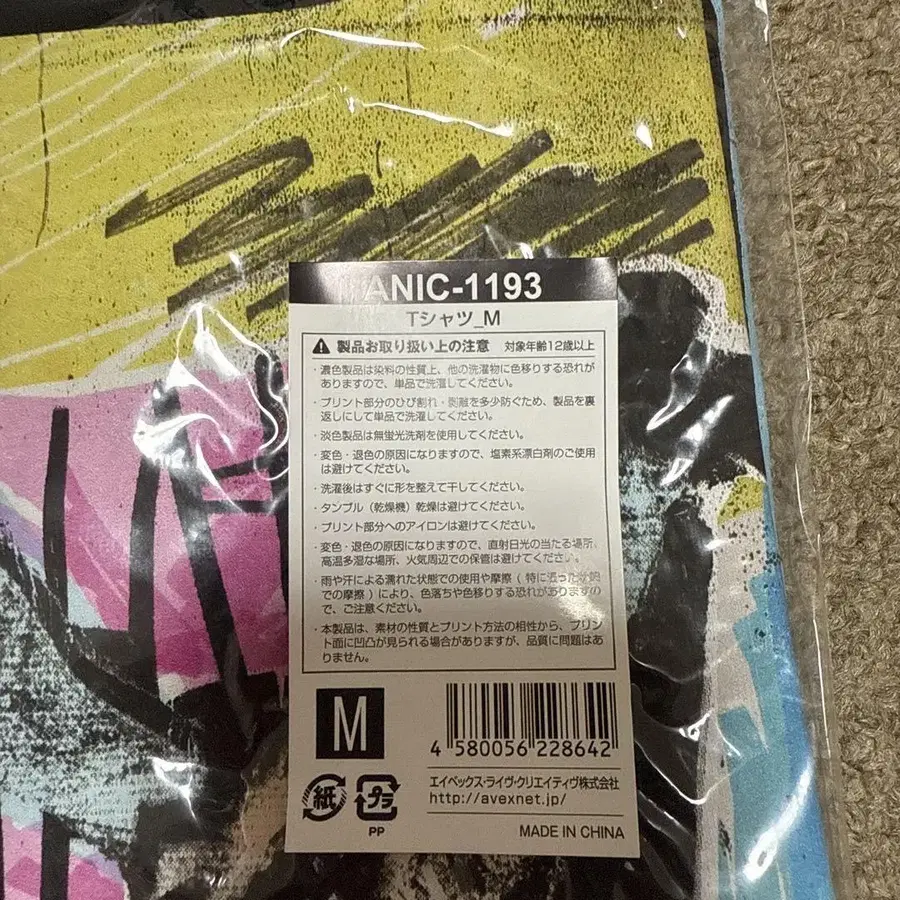 ANIC-1193
Tシャツ_M
製品お取り扱い上の注意 対象年齢12歳以上
・濃色製品は染料の性質上、他の洗濯物に色移りする恐れが
ありますので、単品で洗濯してください。
・プリント部分のひび割れ・剥離を多少防ぐため、製品を裏
返しにして単品で洗濯してください。
・淡色製品は無蛍光洗剤を使用してください。
・変色・退色の原因になりますので、塩素系漂白剤のご使用
は避けてください。
・洗濯後はすぐに形を整えて干してください。
・タンブル(乾燥機)乾燥は避けてください。
・プリント部分へのアイロンは避けてください。
・変色・退色の原因になりますので、直射日光の当たる場所、
高温多湿な場所、火気周辺での保管は避けてください。
・雨や汗による濡れた状態での使用や摩擦(特に湿った状態
での摩擦)により、色落ちや色移りする恐れがありますの
で、ご注意ください。
・本製品は、素材の性質とプリント方法の相性から、プリン
ト面に凹凸が見られる場合がありますが、品質に問題はあ
りません。
M
4 580056 228642
エイベックス・ライヴ・クリエイティヴ株式会社
http://avexnet.jp/
紙
プラ
PP
MADE IN CHINA